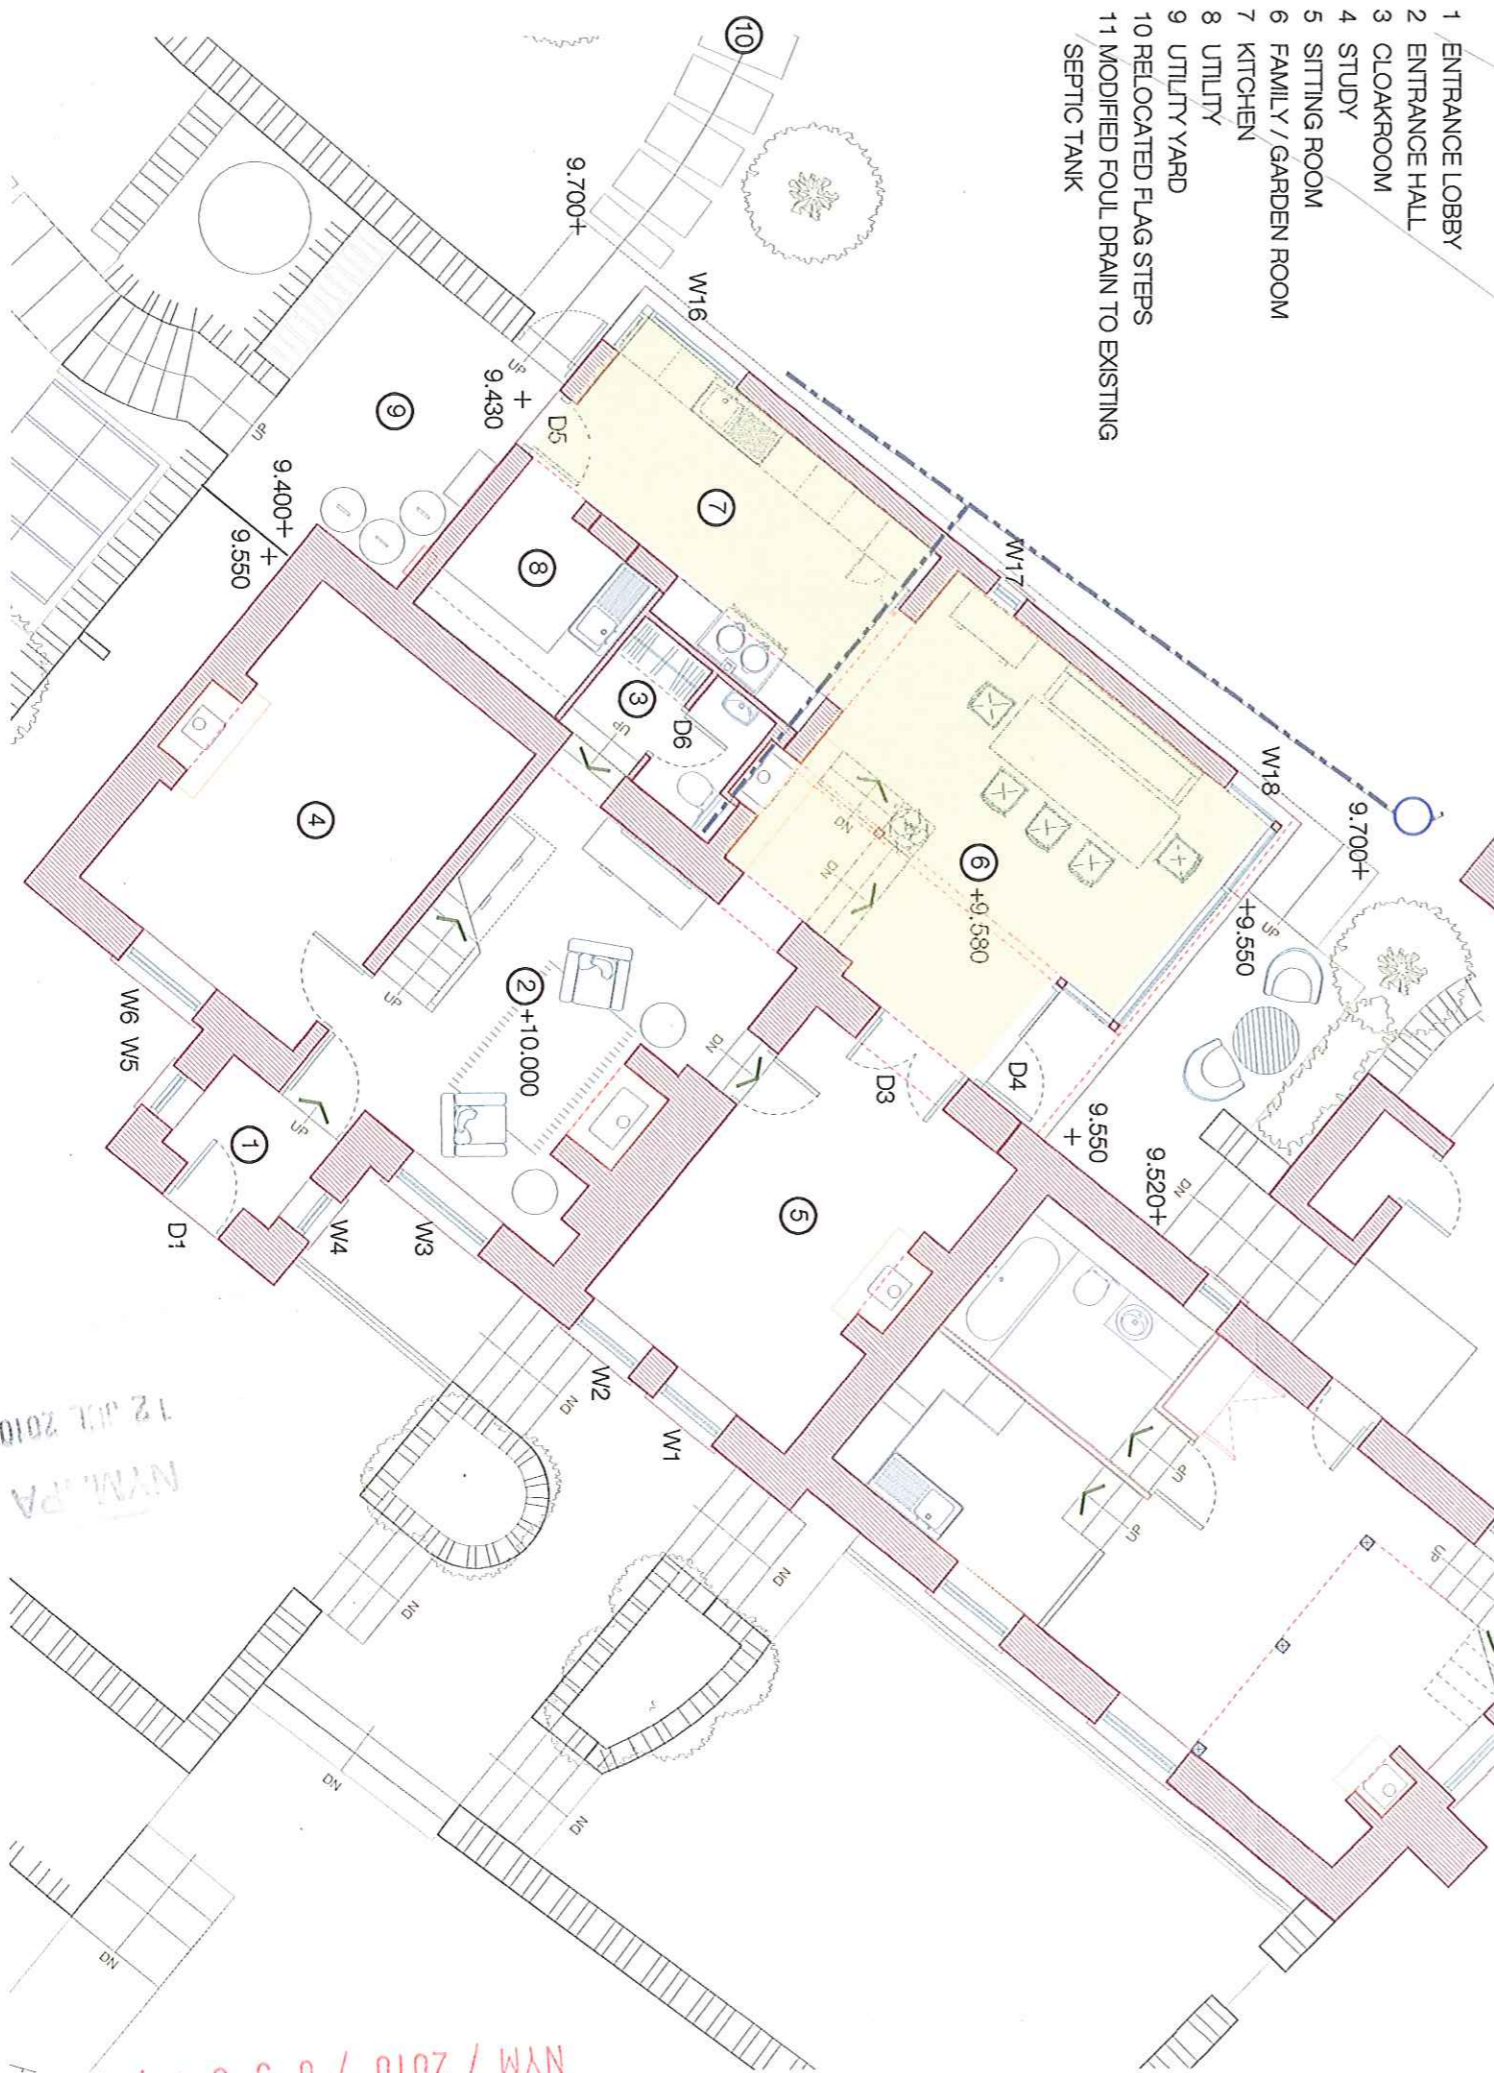 1 ENTRANCE LOBBY
2 ENTRANCE HALL
3 CLOAKROOM
4 STUDY
5 SITTING ROOM
6 FAMILY / GARDEN ROOM
7 KITCHEN
8 UTILITY
9 UTILITY YARD
10 RELOCATED FLAG STEPS
11 MODIFIED FOUL DRAIN TO EXISTING
SEPTIC TANK
10
9.700+
W16
UP
9.430
+
D5
9
UP
9.400+
+
9.550
7
8
W17
3
UP
D6
W18
9.700+
UP
+9.550
DN
DN
6 +9.580
4
2 +10.000
UP
DN
D3
D4
9.550
+
9.520+
DN
W6 W5
UP
1
D1
W4
W3
5
W2
DN
W1
DN
DN
UP
UP
UP
DN
DN
DN
12 JUL 2010
NYMNPA
NYM / 2010 /